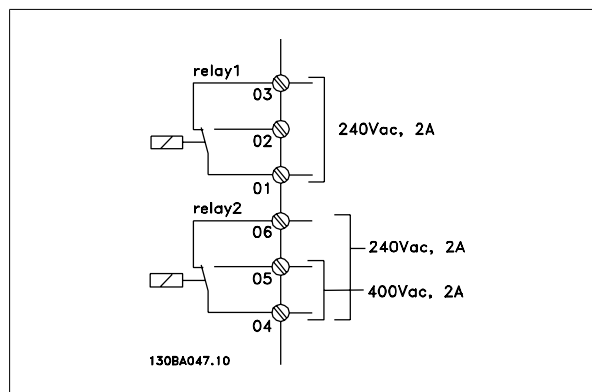 relay1
03
02
240Vac, 2A
01
relay2
06
240Vac, 2A
05
400Vac, 2A
04
130BA047.10